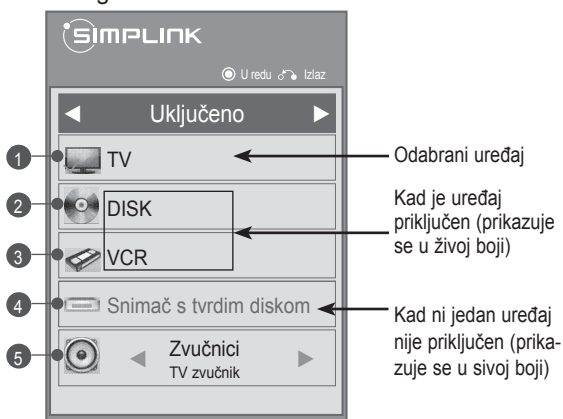 SIMPLINK
U redu Izlaz
Uključeno
1 TV
Odabrani uređaj
2 DISK
3 VCR
Kad je uređaj
priključen (prikazuje
se u živoj boji)
4 Snimač s tvrdim diskom
Kad ni jedan uređaj
nije priključen (prika-
zuje se u sivoj boji)
5 Zvučnici
TV zvučnik